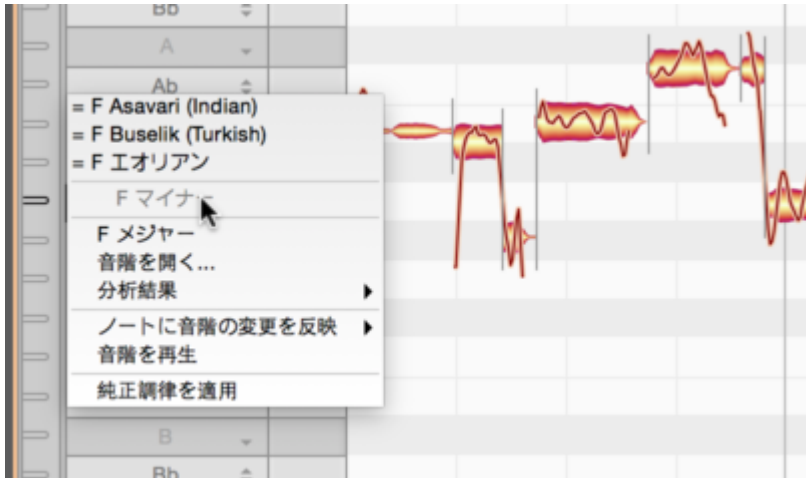 Bb
A
Ab
= F Asavari (Indian)
= F Buselik (Turkish)
= F エオリアン
F マイナー
F メジャー
音階を開く...
分析結果
ノートに音階の変更を反映
音階を再生
純正調律を適用
B
Bb